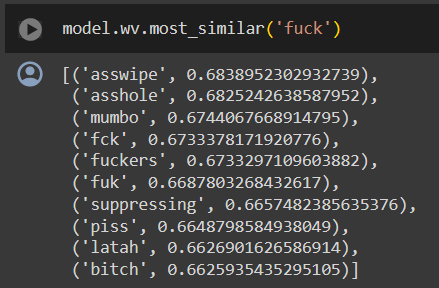 model.wv.most_similar('fuck')
[('asswipe', 0.6838952302932739),
('asshole', 0.6825242638587952),
('mumbo', 0.6744067668914795),
('fck', 0.6733378171920776),
('fuckers', 0.6733297109603882),
('fuk', 0.6687803268432617),
('suppressing', 0.6657482385635376),
('piss', 0.6648798584938049),
('latah', 0.6626901626586914),
('bitch', 0.6625935435295105)]